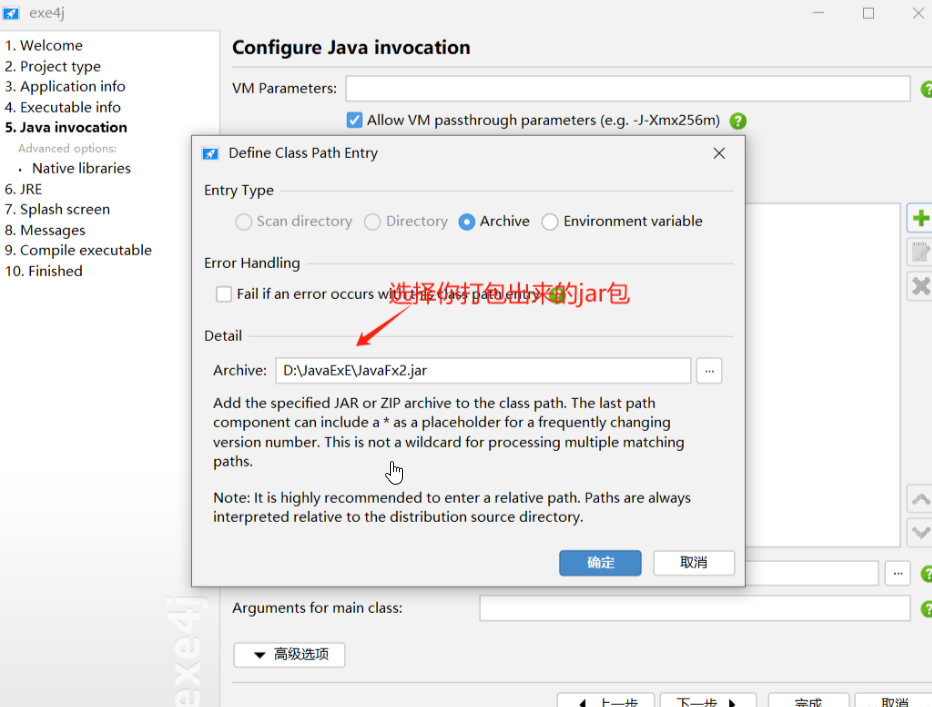 exe4j
1. Welcome
2. Project type
3. Application info
4. Executable info
5. Java invocation
Advanced options:
· Native libraries
6. JRE
7. Splash screen
8. Messages
9. Compile executable
10. Finished
exe4j
Configure Java invocation
VM Parameters:
Allow VM passthrough parameters (e.g. -J-Xmx256m)
Define Class Path Entry
Entry Type
Scan directory Directory Archive Environment variable
Error Handling
Fail if an error occurs with this class path entry
选择你打包出来的jar包
Detail
Archive: D:\JavaExE\JavaFx2.jar ...
Add the specified JAR or ZIP archive to the class path. The last path
component can include a * as a placeholder for a frequently changing
version number. This is not a wildcard for processing multiple matching
paths.
Note: It is highly recommended to enter a relative path. Paths are always
interpreted relative to the distribution source directory.
确定 取消
...
Arguments for main class:
高级选项
上一步 下一步 完成 取消